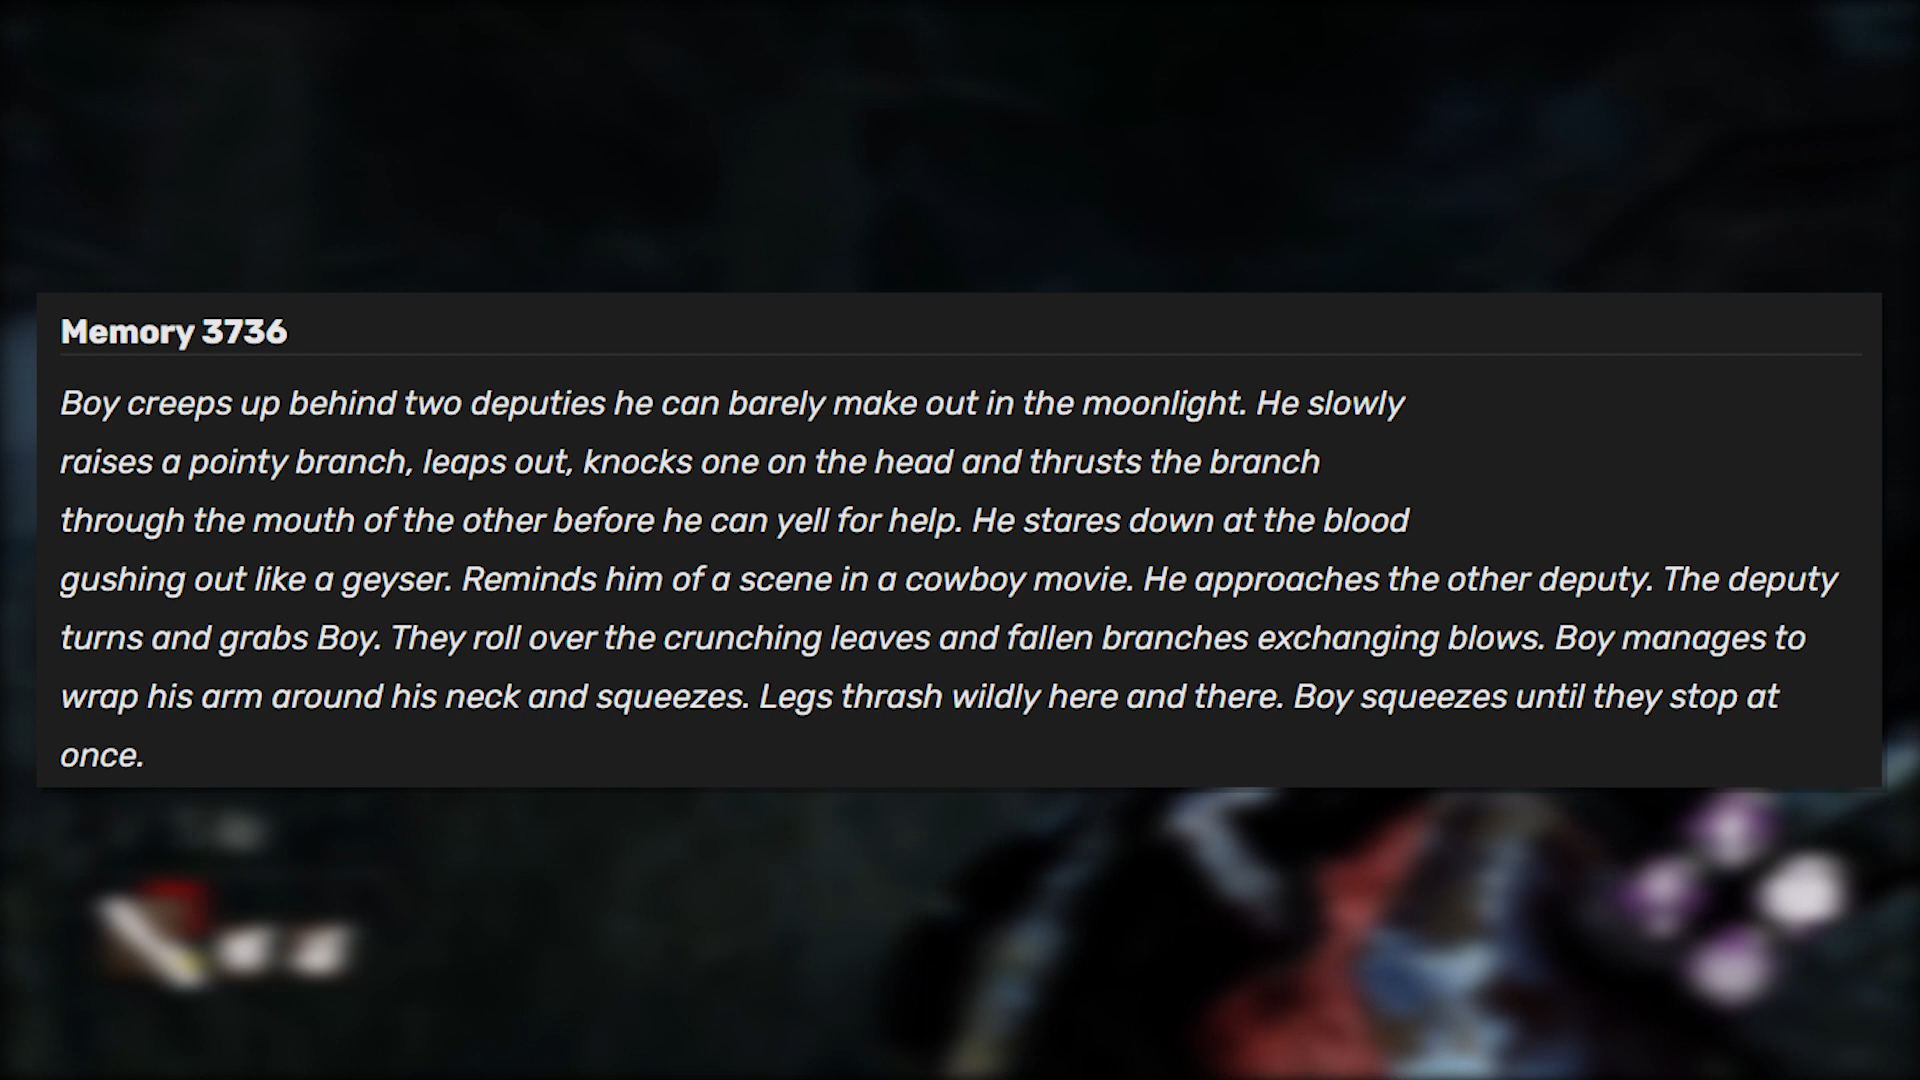 Memory 3736
Boy creeps up behind two deputies he can barely make out in the moonlight. He slowly
raises a pointy branch, leaps out, knocks one on the head and thrusts the branch
through the mouth of the other before he can yell for help. He stares down at the blood
gushing out like a geyser. Reminds him of a scene in a cowboy movie. He approaches the other deputy. The deputy
turns and grabs Boy. They roll over the crunching leaves and fallen branches exchanging blows. Boy manages to
wrap his arm around his neck and squeezes. Legs thrash wildly here and there. Boy squeezes until they stop at
once.